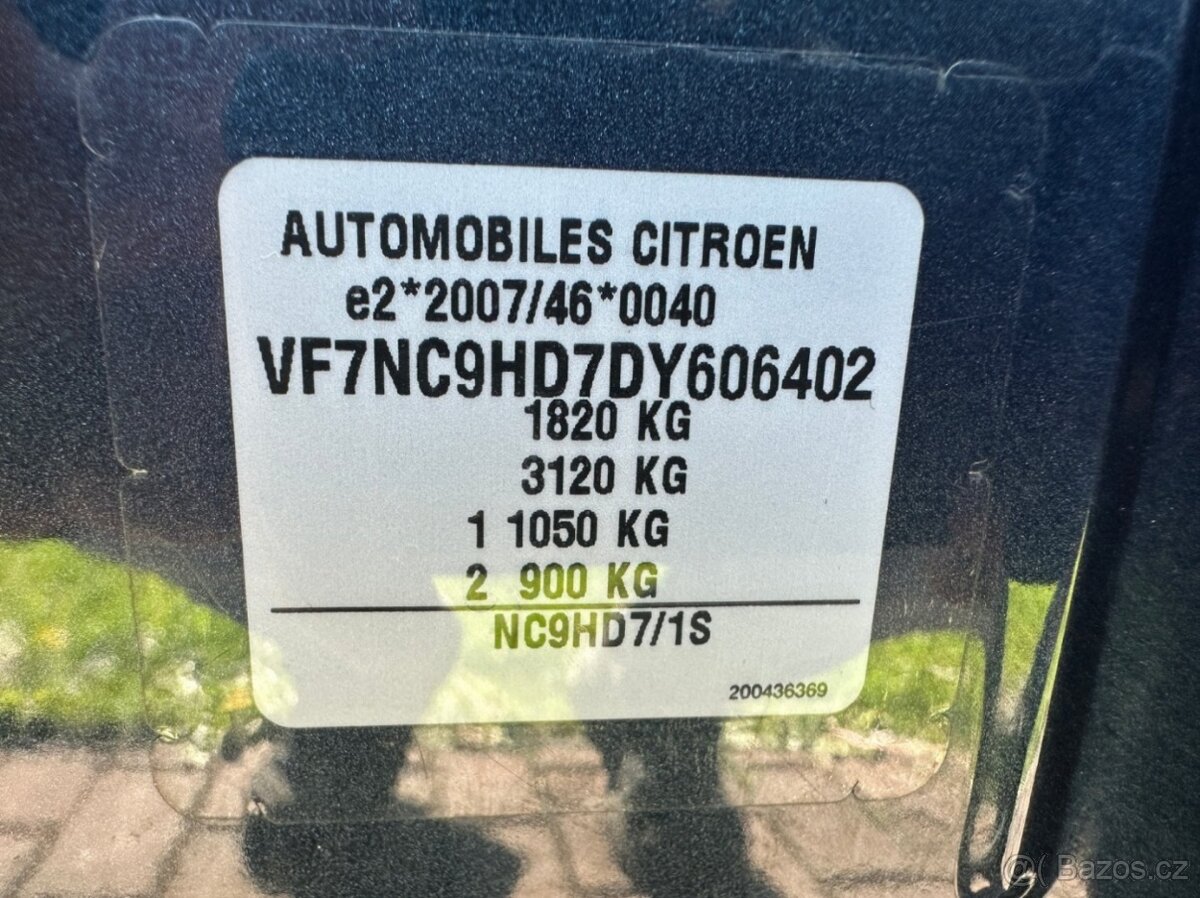 AUTOMOBILES CITROEN
e2*2007/46*0040
VF7NC9HD7DY606402
1820 KG
3120 KG
1 1050 KG
2 900 KG
NC9HD7/1S
200436369
@( Bazos.cz